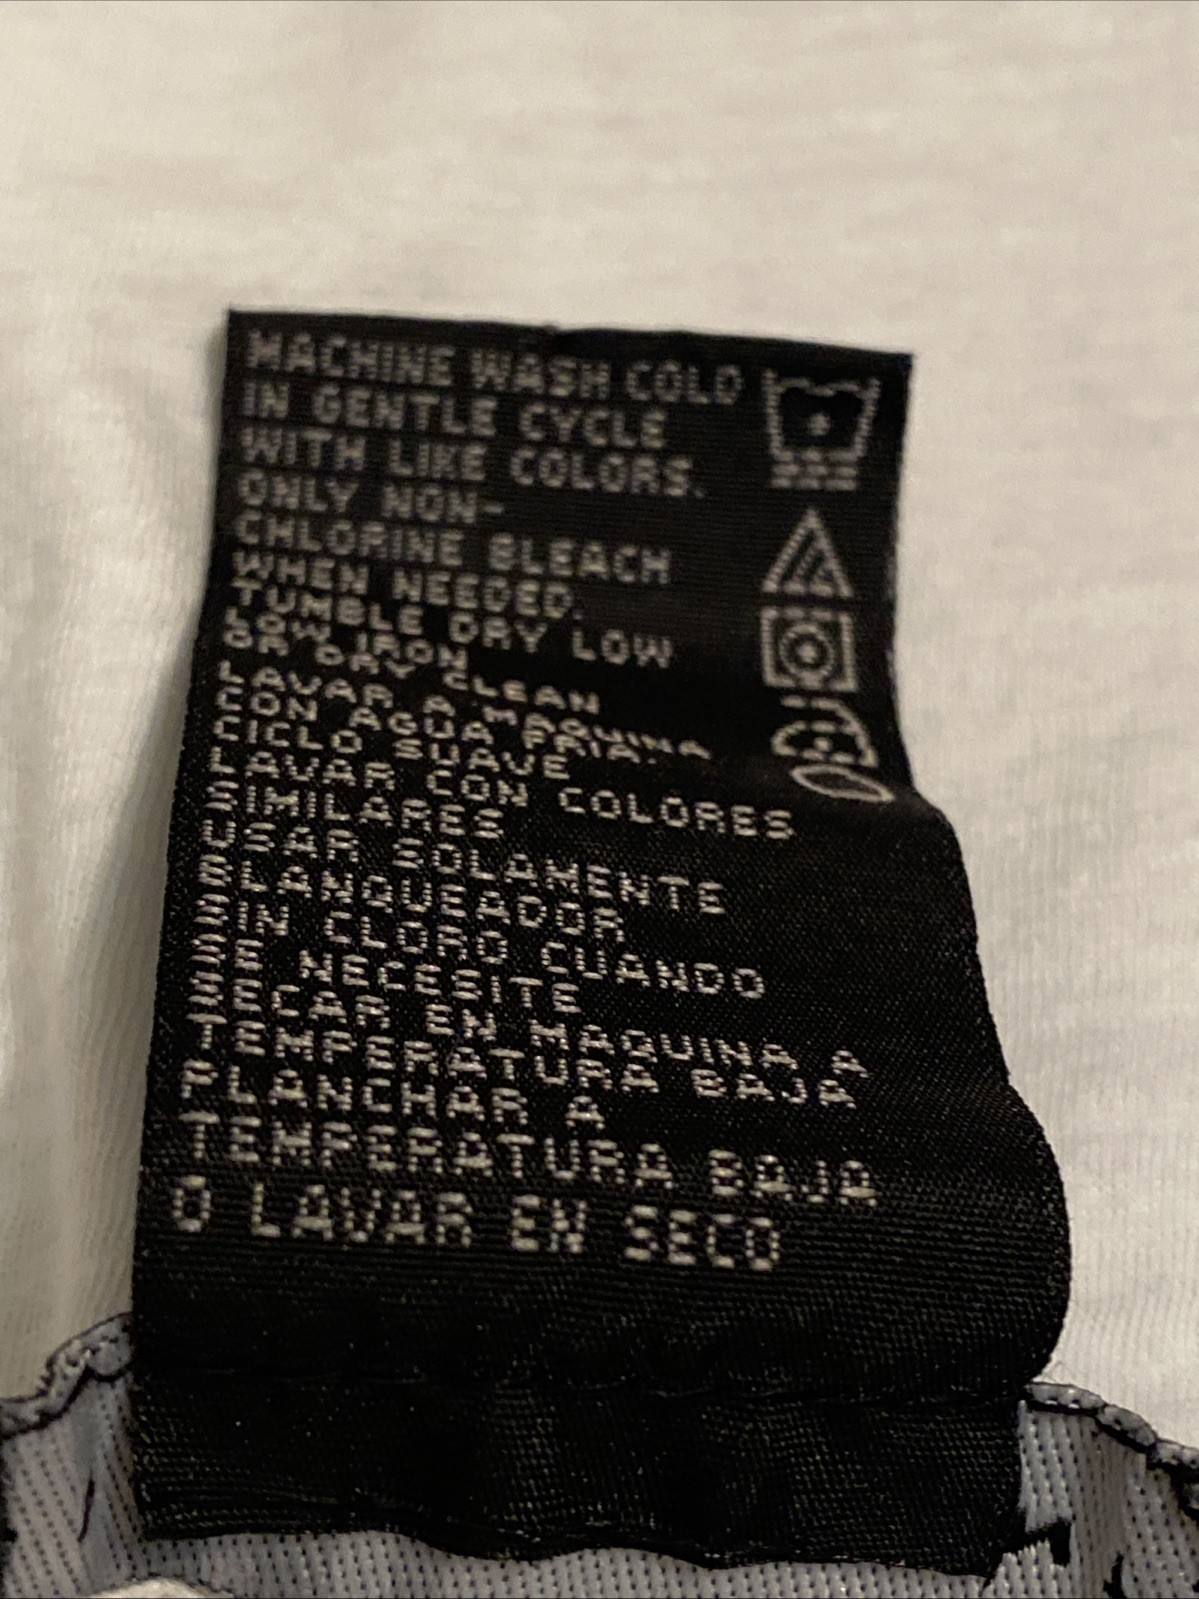 MACHINE WASH COLD
IN GENTLE CYCLE
WITH LIKE COLORS.
ONLY NON-
CHLORINE BLEACH
WHEN NEEDED.
TUMBLE DRY LOW
LOW IRON
OR DRY CLEAN
LAVAR A MAQUINA
CON AGUA FRIA.
CICLO SUAVE
LAVAR CON COLORES
SIMILARES
USAR SOLAMENTE
BLANQUEADOR
SIN CLORO CUANDO
SE NECESITE
SECAR EN MAQUINA A
TEMPERATURA BAJA
PLANCHAR A
TEMPERATURA BAJA
O LAVAR EN SECO